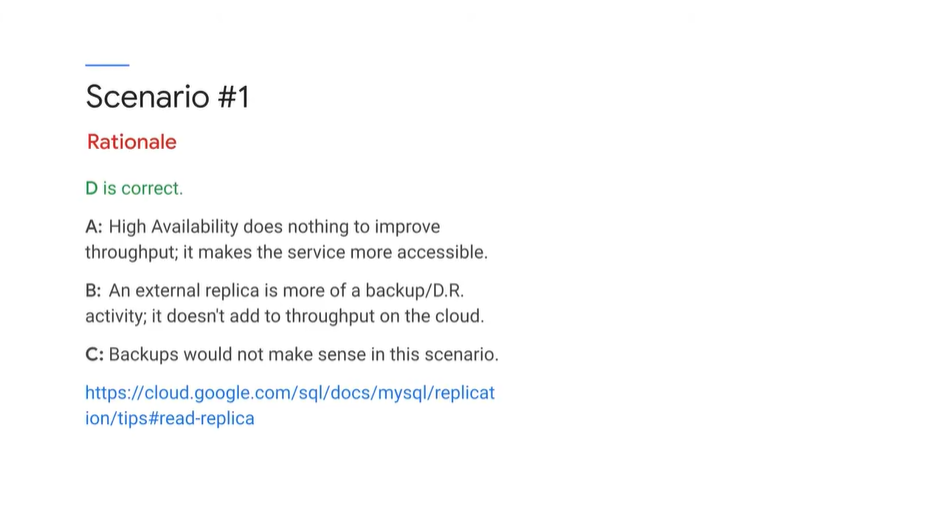 Scenario #1
Rationale
D is correct.
A: High Availability does nothing to improve
throughput; it makes the service more accessible.
B: An external replica is more of a backup/D.R.
activity; it doesn't add to throughput on the cloud.
C: Backups would not make sense in this scenario.
https://cloud.google.com/sql/docs/mysql/replicat
ion/tips#read-replica